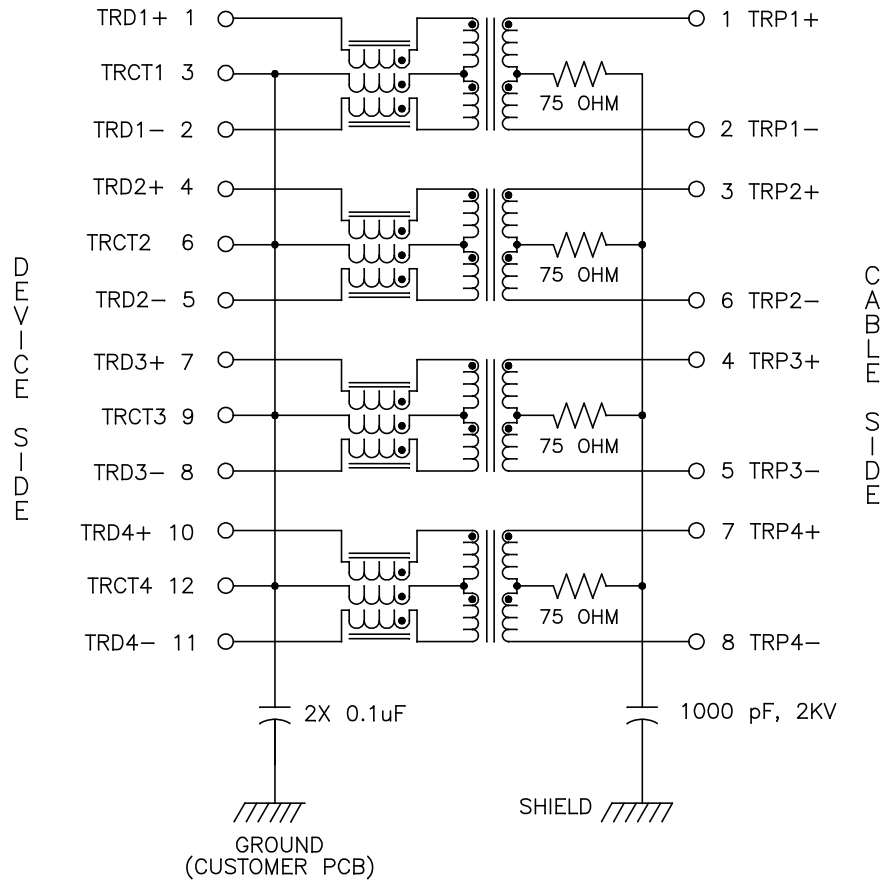 TRD1+ 1
1 TRP1+
TRCT1 3
75 OHM
TRD1− 2
2 TRP1−
TRD2+ 4
3 TRP2+
TRCT2 6
75 OHM
TRD2− 5
6 TRP2−
TRD3+ 7
4 TRP3+
TRCT3 9
75 OHM
TRD3− 8
5 TRP3−
TRD4+ 10
7 TRP4+
TRCT4 12
75 OHM
TRD4− 11
8 TRP4−
DEVICE SIDE
CABLE SIDE
2X 0.1uF
1000 pF, 2KV
SHIELD
GROUND
(CUSTOMER PCB)